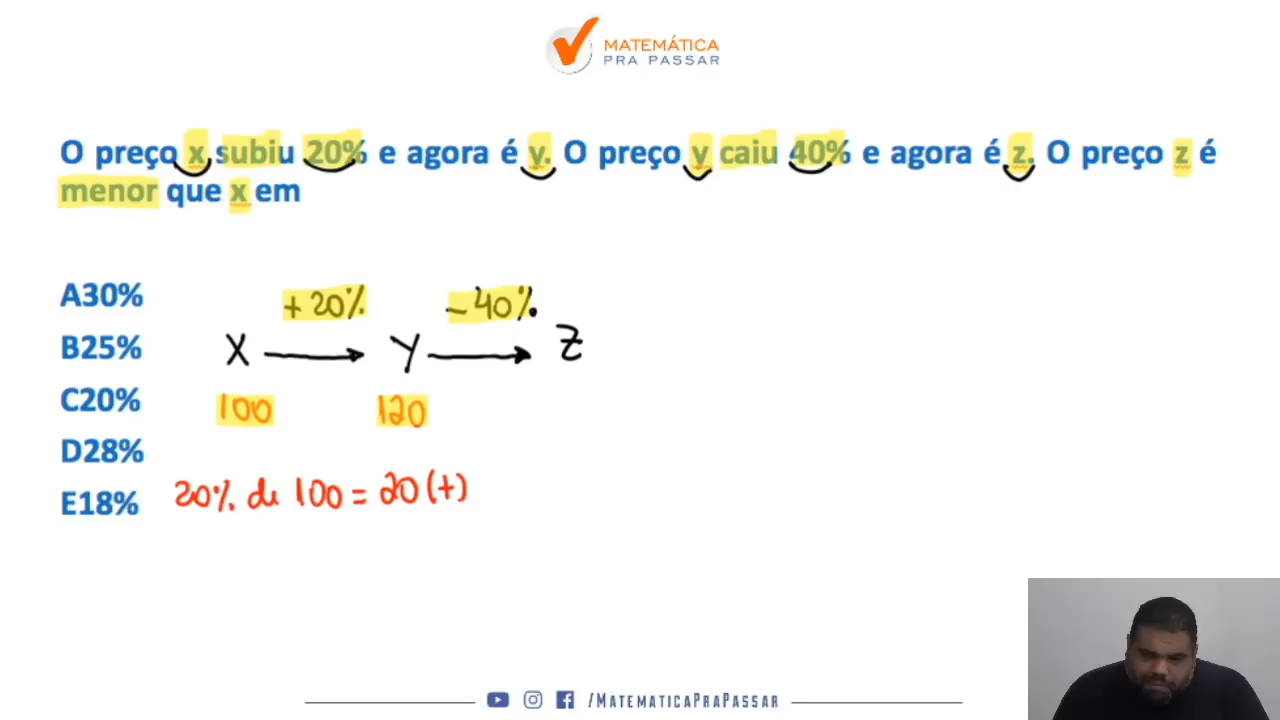 MATEMÁTICA
PRA PASSAR
O preço x subiu 20% e agora é y. O preço y caiu 40% e agora é z. O preço z é
menor que x em
A30%
B25%
C20%
D28%
E18%
+20% -40%
X Y Z
100 120
20% de 100 = 20 (+)
/MATEMATICAPRAPASSAR